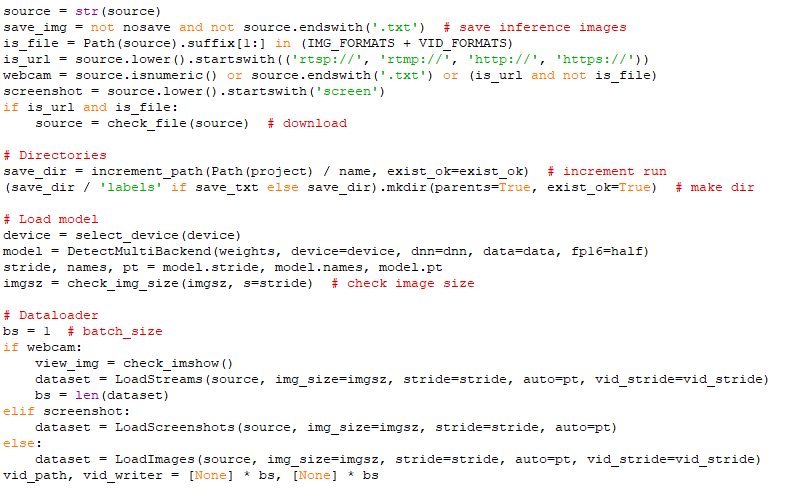 source = str(source)
save_img = not nosave and not source.endswith('.txt')  # save inference images
is_file = Path(source).suffix[1:] in (IMG_FORMATS + VID_FORMATS)
is_url = source.lower().startswith(('rtsp://', 'rtmp://', 'http://', 'https://'))
webcam = source.isnumeric() or source.endswith('.txt') or (is_url and not is_file)
screenshot = source.lower().startswith('screen')
if is_url and is_file:
    source = check_file(source)  # download

# Directories
save_dir = increment_path(Path(project) / name, exist_ok=exist_ok)  # increment run
(save_dir / 'labels' if save_txt else save_dir).mkdir(parents=True, exist_ok=True)  # make dir

# Load model
device = select_device(device)
model = DetectMultiBackend(weights, device=device, dnn=dnn, data=data, fp16=half)
stride, names, pt = model.stride, model.names, model.pt
imgsz = check_img_size(imgsz, s=stride)  # check image size

# Dataloader
bs = 1  # batch_size
if webcam:
    view_img = check_imshow()
    dataset = LoadStreams(source, img_size=imgsz, stride=stride, auto=pt, vid_stride=vid_stride)
    bs = len(dataset)
elif screenshot:
    dataset = LoadScreenshots(source, img_size=imgsz, stride=stride, auto=pt)
else:
    dataset = LoadImages(source, img_size=imgsz, stride=stride, auto=pt, vid_stride=vid_stride)
vid_path, vid_writer = [None] * bs, [None] * bs